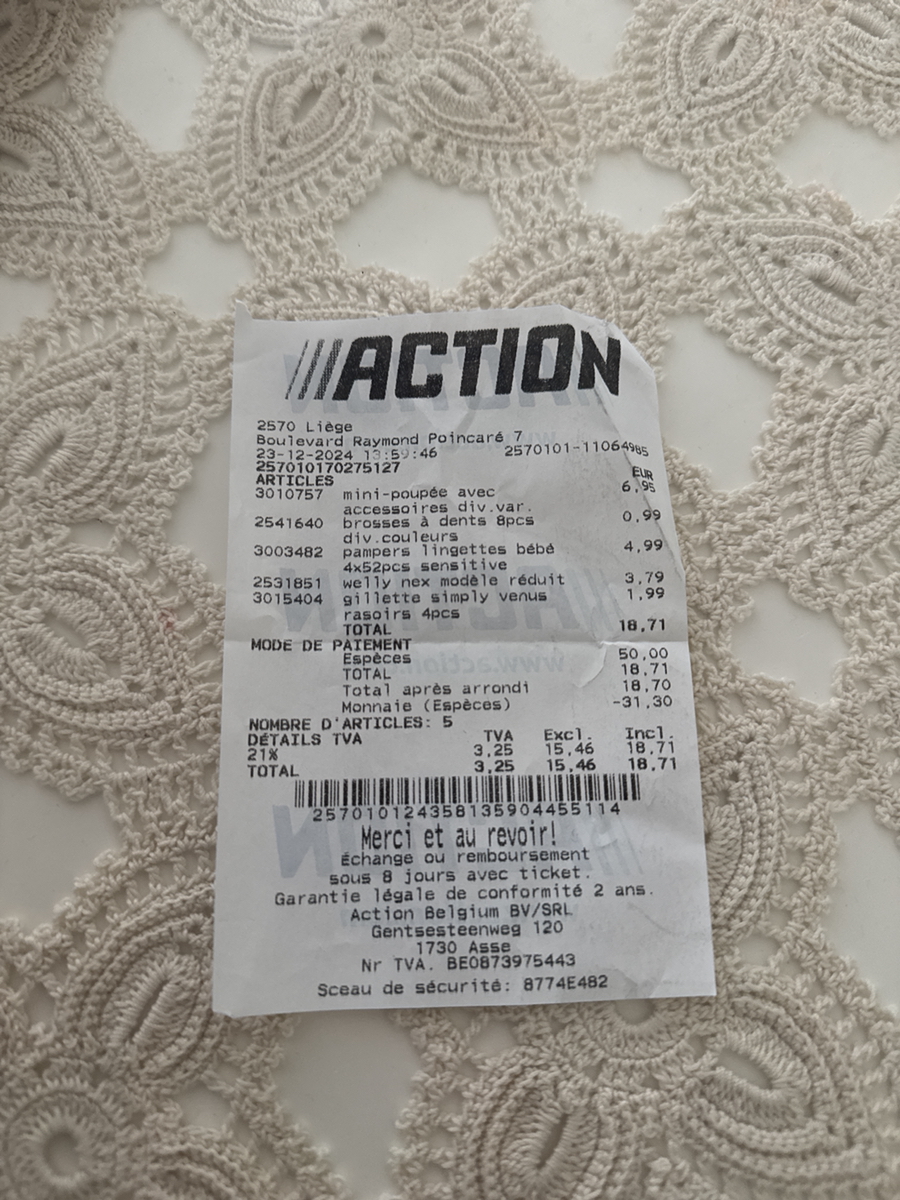 ACTION
2570 Liège
Boulevard Raymond Poincaré 7
23-12-2024 13:59:46 2570101-11064985
257010170275127
ARTICLES EUR
3010757 mini-poupée avec 6,95
accessoires div.var.
2541640 brosses à dents 8pcs 0,99
div.couleurs
3003482 pampers lingettes bébé 4,99
4x52pcs sensitive
2531851 welly nex modèle réduit 3,79
3015404 gillette simply venus 1,99
rasoirs 4pcs
TOTAL 18,71
MODE DE PAIEMENT
Espèces 50,00
TOTAL 18,71
Total après arrondi 18,70
Monnaie (Espèces) -31,30
NOMBRE D'ARTICLES: 5
DÉTAILS TVA TVA Excl. Incl.
21% 3,25 15,46 18,71
TOTAL 3,25 15,46 18,71
257010124358135904455114
Merci et au revoir!
Échange ou remboursement
sous 8 jours avec ticket.
Garantie légale de conformité 2 ans.
Action Belgium BV/SRL
Gentsesteenweg 120
1730 Asse
Nr TVA. BE0873975443
Sceau de sécurité: 8774E482